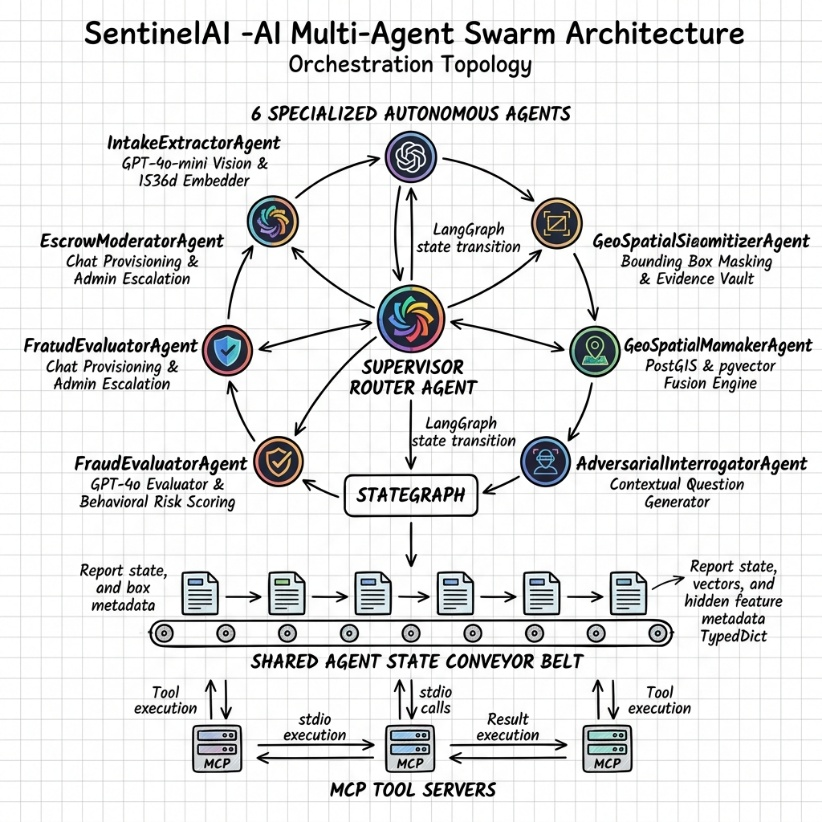 SentinelAI -AI Multi-Agent Swarm Architecture
Orchestration Topology
6 SPECIALIZED AUTONOMOUS AGENTS
IntakeExtractorAgent
GPT-4o-mini Vision &
1536d Embedder
EscrowModeratorAgent
Chat Provisioning &
Admin Escalation
FraudEvaluatorAgent
Chat Provisioning &
Admin Escalation
FraudEvaluatorAgent
GPT-4o Evaluator &
Behavioral Risk Scoring
LangGraph
state transition
GeoSpatialSiɘomitizerAgent
Bounding Box Masking
& Evidence Vault
GeoSpatialMamakerAgent
PostGIS & pgvector
Fusion Engine
SUPERVISOR
ROUTER AGENT
LangGraph
state transition
AdversarialInterrogatorAgent
Contextual Question
Generator
STATEGRAPH
Report state,
and box
metadata
Report state,
vectors, and
hidden feature
metadata
TypedDict
SHARED AGENT STATE CONVEYOR BELT
Tool
execution
stdio
calls
Tool
execution
stdio
execution
Result
execution
MCP
MCP
MCP
MCP TOOL SERVERS